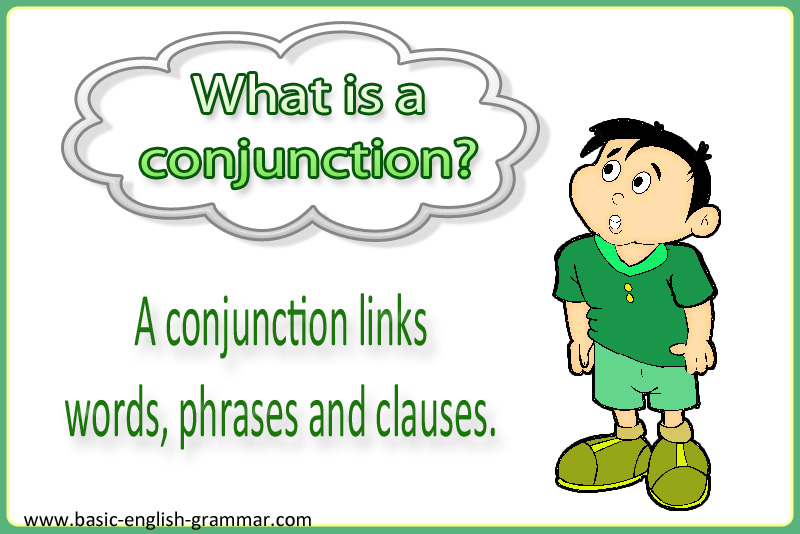 What is a
conjunction?
A conjunction links
words, phrases and clauses.
www.basic-english-grammar.com